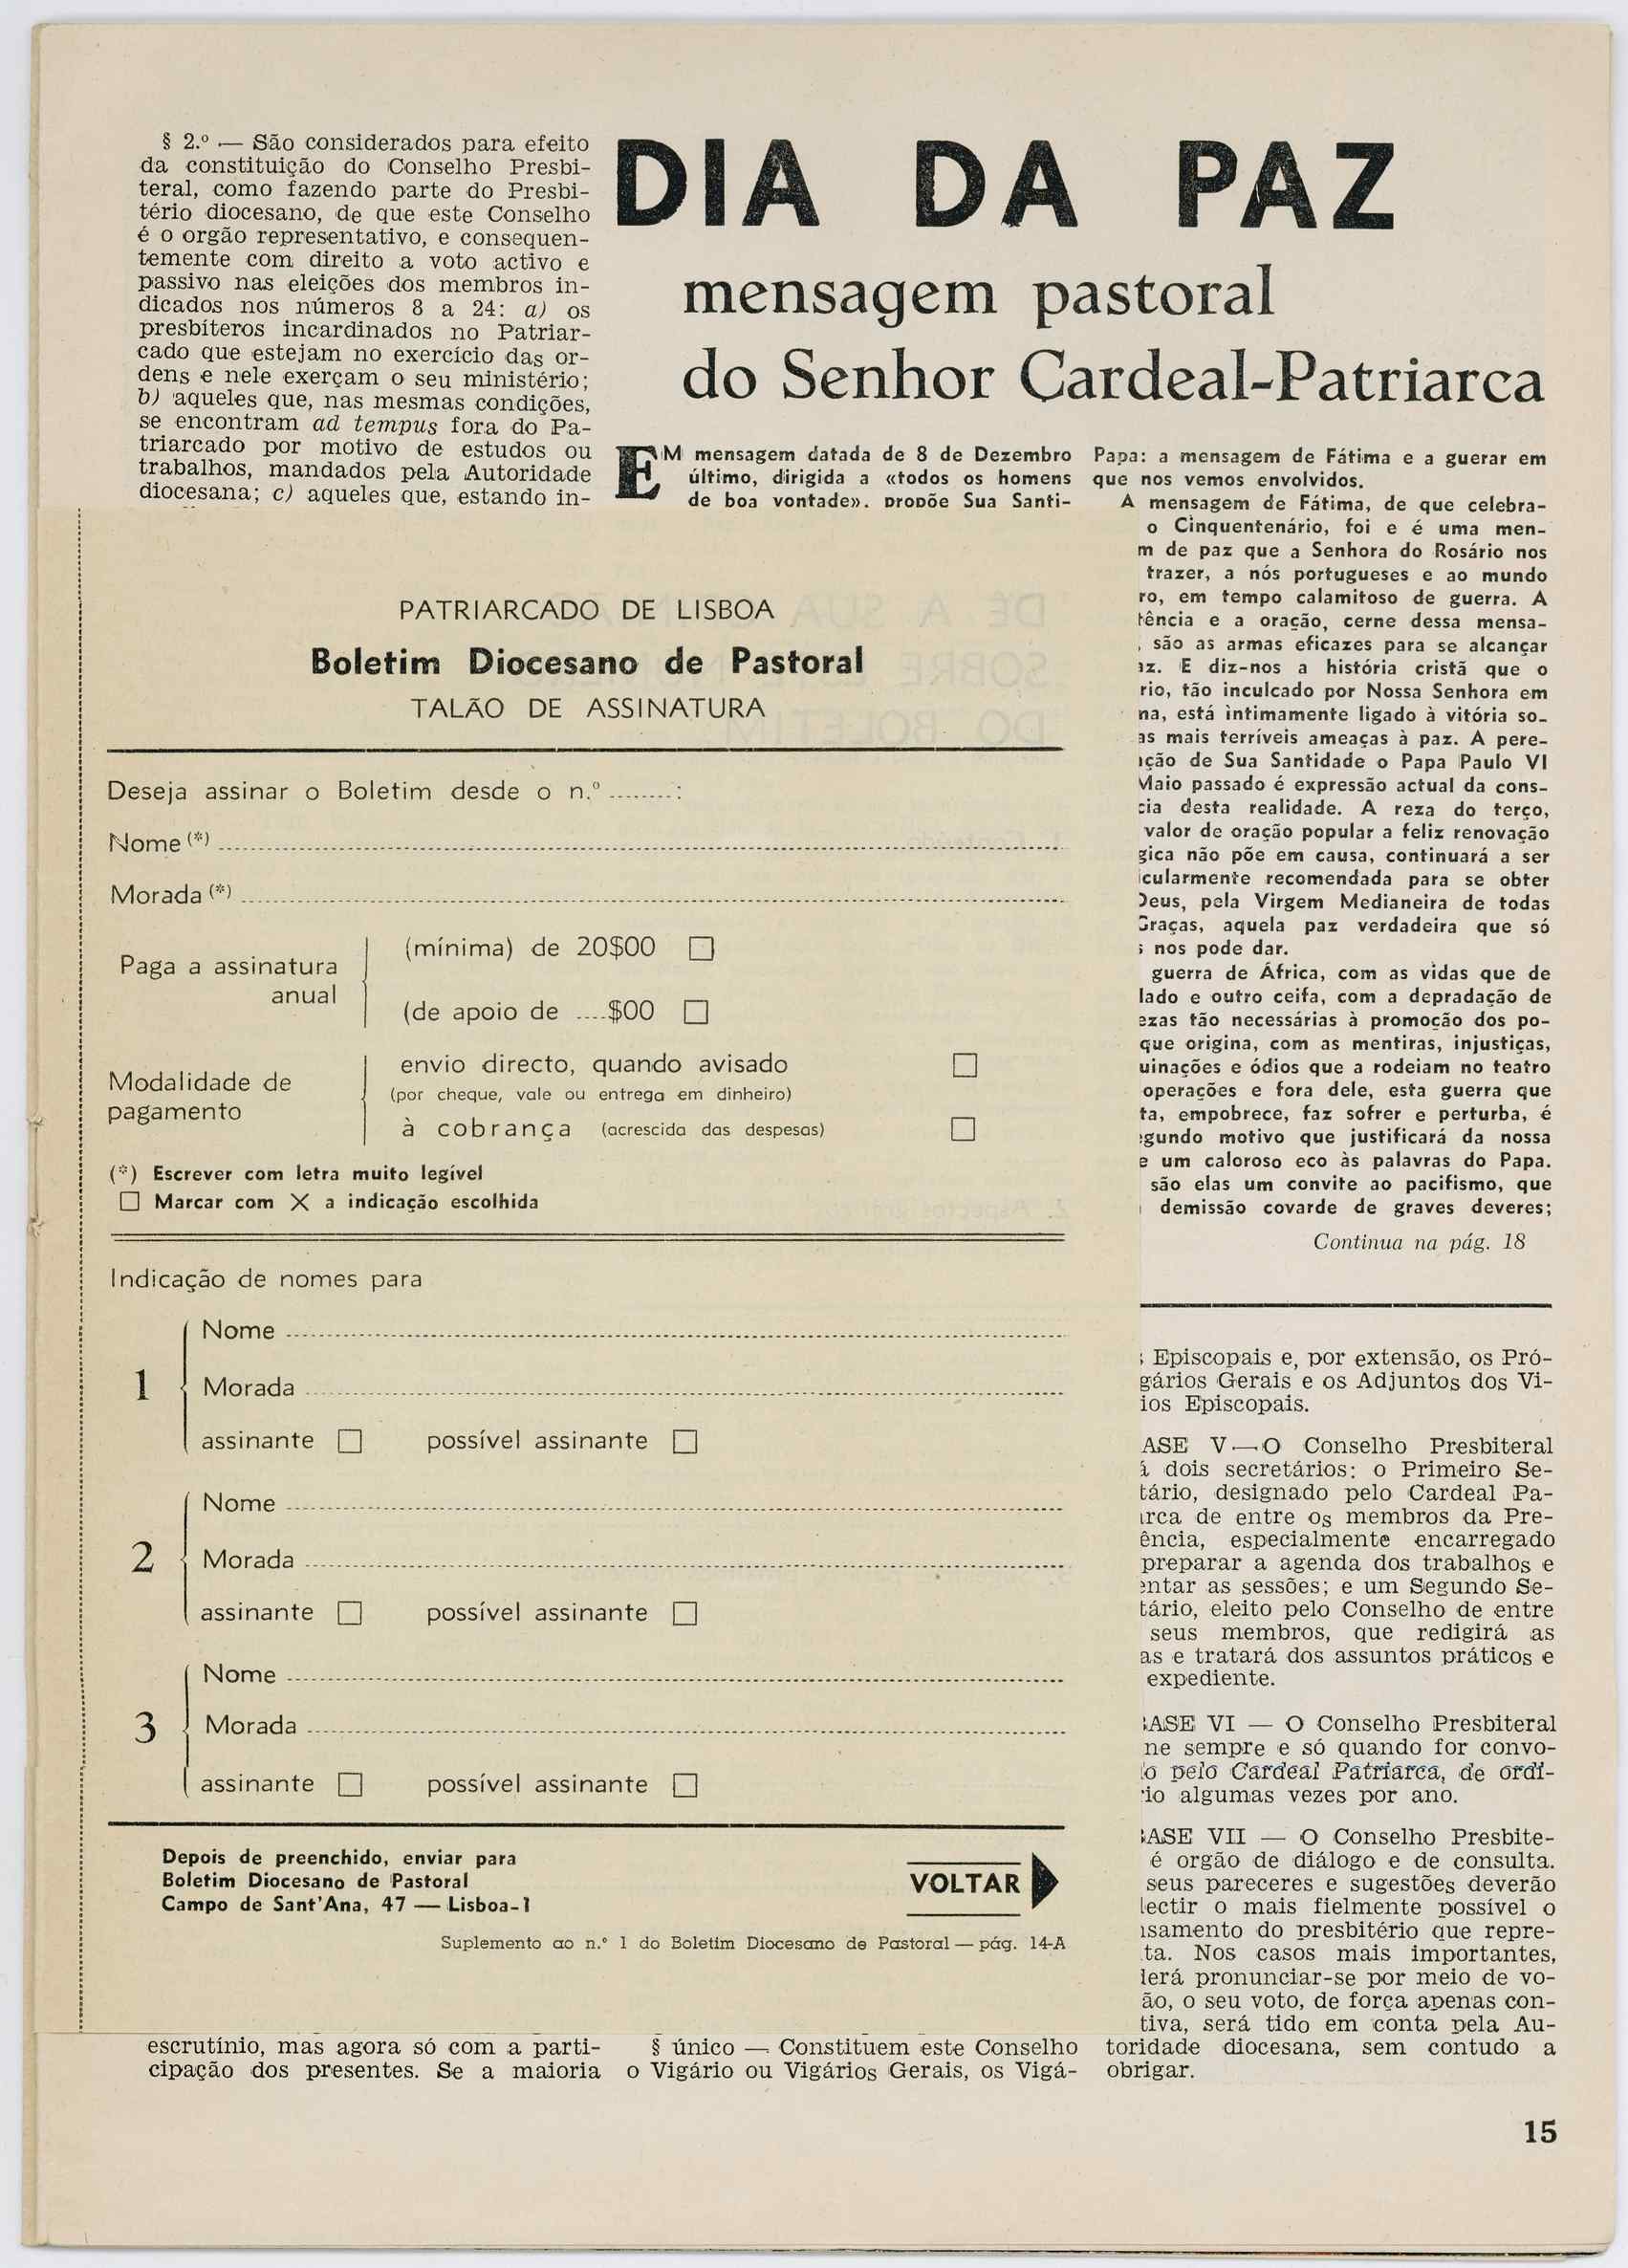 § 2.º — São considerados para efeito
da constituição do Conselho Presbi-
teral, como fazendo parte do Presbi-
tério diocesano, de que este Conselho
é o orgão representativo, e consequen-
temente com direito a voto activo e
passivo nas eleições dos membros in-
dicados nos números 8 a 24: a) os
presbíteros incardinados no Patriar-
cado que estejam no exercício das or-
dens e nele exerçam o seu ministério;
b) aqueles que, nas mesmas condições,
se encontram ad tempus fora do Pa-
triarcado por motivo de estudos ou
trabalhos, mandados pela Autoridade
diocesana; c) aqueles que, estando in-
DIA DA PAZ
mensagem pastoral
do Senhor Cardeal-Patriarca
EM mensagem datada de 8 de Dezembro
último, dirigida a «todos os homens
de boa vontade», propõe Sua Santi-
Papa: a mensagem de Fátima e a guerar em
que nos vemos envolvidos.
A mensagem de Fátima, de que celebra-
o Cinquentenário, foi e é uma men-
m de paz que a Senhora do Rosário nos
trazer, a nós portugueses e ao mundo
ro, em tempo calamitoso de guerra. A
tência e a oração, cerne dessa mensa-
, são as armas eficazes para se alcançar
az. E diz-nos a história cristã que o
rio, tão inculcado por Nossa Senhora em
na, está intimamente ligado à vitória so-
as mais terríveis ameaças à paz. A pere-
ação de Sua Santidade o Papa Paulo VI
Maio passado é expressão actual da cons-
cia desta realidade. A reza do terço,
valor de oração popular a feliz renovação
gica não põe em causa, continuará a ser
icularmente recomendada para se obter
Deus, pela Virgem Medianeira de todas
Graças, aquela paz verdadeira que só
s nos pode dar.
guerra de África, com as vidas que de
lado e outro ceifa, com a depradação de
ezas tão necessárias à promoção dos po-
que origina, com as mentiras, injustiças,
uinações e ódios que a rodeiam no teatro
operações e fora dele, esta guerra que
ta, empobrece, faz sofrer e perturba, é
gundo motivo que justificará da nossa
e um caloroso eco às palavras do Papa.
são elas um convite ao pacifismo, que
demissão covarde de graves deveres;
Continua na pág. 18
PATRIARCADO DE LISBOA
Boletim Diocesano de Pastoral
TALÃO DE ASSINATURA
Deseja assinar o Boletim desde o n.º ........:
Nome (*)
Morada (*)
Paga a assinatura
anual
(mínima) de 20$00 □
(de apoio de ....$00 □
Modalidade de
pagamento
envio directo, quando avisado □
(por cheque, vale ou entrega em dinheiro)
à cobrança (acrescida das despesas) □
(*) Escrever com letra muito legível
□ Marcar com X a indicação escolhida
Indicação de nomes para
1
Nome
Morada
assinante □ possível assinante □
2
Nome
Morada
assinante □ possível assinante □
3
Nome
Morada
assinante □ possível assinante □
Depois de preenchido, enviar para
Boletim Diocesano de Pastoral
Campo de Sant'Ana, 47 — Lisboa-1
VOLTAR
Suplemento ao n.º 1 do Boletim Diocesano de Pastoral — pág. 14-A
escrutínio, mas agora só com a parti-
cipação dos presentes. Se a maioria
§ único — Constituem este Conselho
o Vigário ou Vigários Gerais, os Vigá-
s Episcopais e, por extensão, os Pró-
gários Gerais e os Adjuntos dos Vi-
ios Episcopais.
ASE V — O Conselho Presbiteral
á dois secretários: o Primeiro Se-
tário, designado pelo Cardeal Pa-
arca de entre os membros da Pre-
ência, especialmente encarregado
preparar a agenda dos trabalhos e
entar as sessões; e um Segundo Se-
tário, eleito pelo Conselho de entre
seus membros, que redigirá as
as e tratará dos assuntos práticos e
expediente.
ASE VI — O Conselho Presbiteral
ne sempre e só quando for convo-
o pelo Cardeal Patriarca, de ordi-
rio algumas vezes por ano.
ASE VII — O Conselho Presbite-
é orgão de diálogo e de consulta.
seus pareceres e sugestões deverão
lectir o mais fielmente possível o
nsamento do presbitério que repre-
ta. Nos casos mais importantes,
derá pronunciar-se por meio de vo-
ão, o seu voto, de força apenas con-
tiva, será tido em conta pela Au-
toridade diocesana, sem contudo a
obrigar.
15